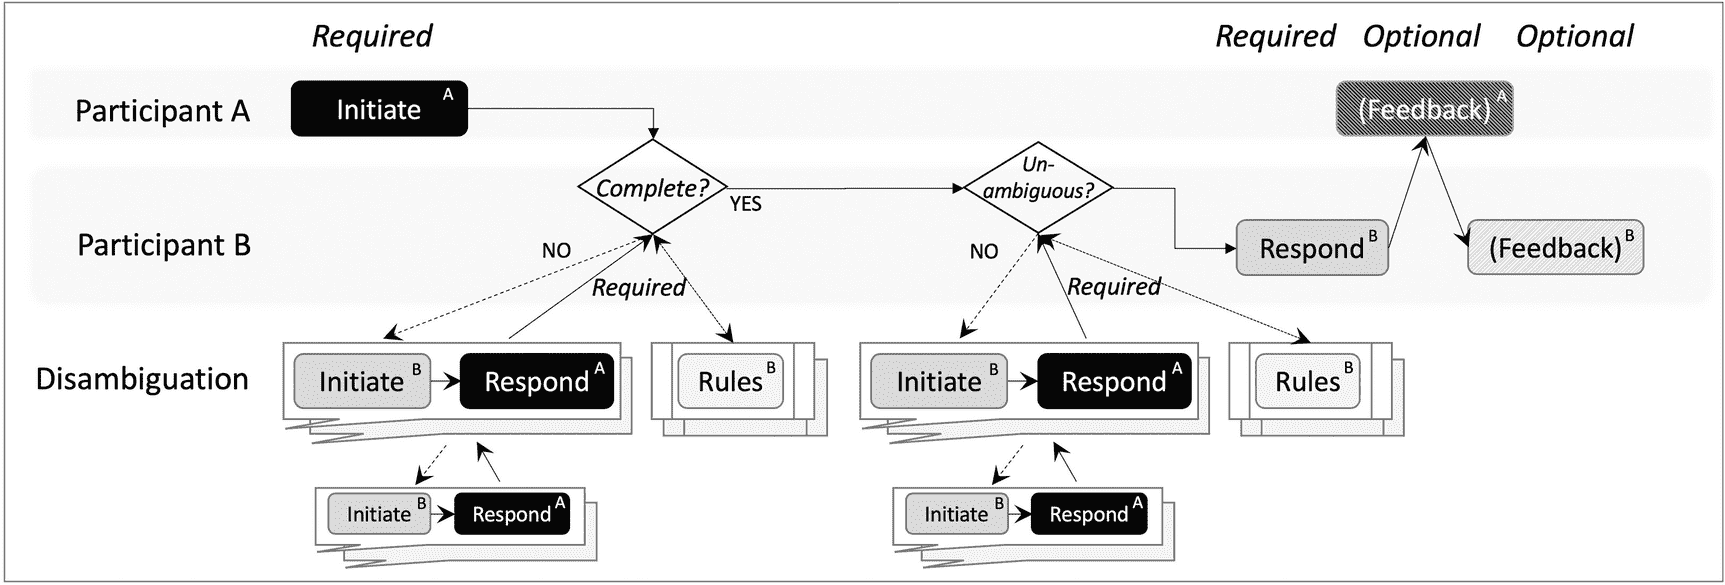 Required
Required
Optional
Optional
Participant A
Initiate A
(Feedback) A
Complete?
YES
Un-
ambiguous?
Participant B
NO
Required
NO
Required
Respond B
(Feedback) B
Disambiguation
Initiate B
Respond A
Rules B
Initiate B
Respond A
Rules B
Initiate B
Respond A
Initiate B
Respond A